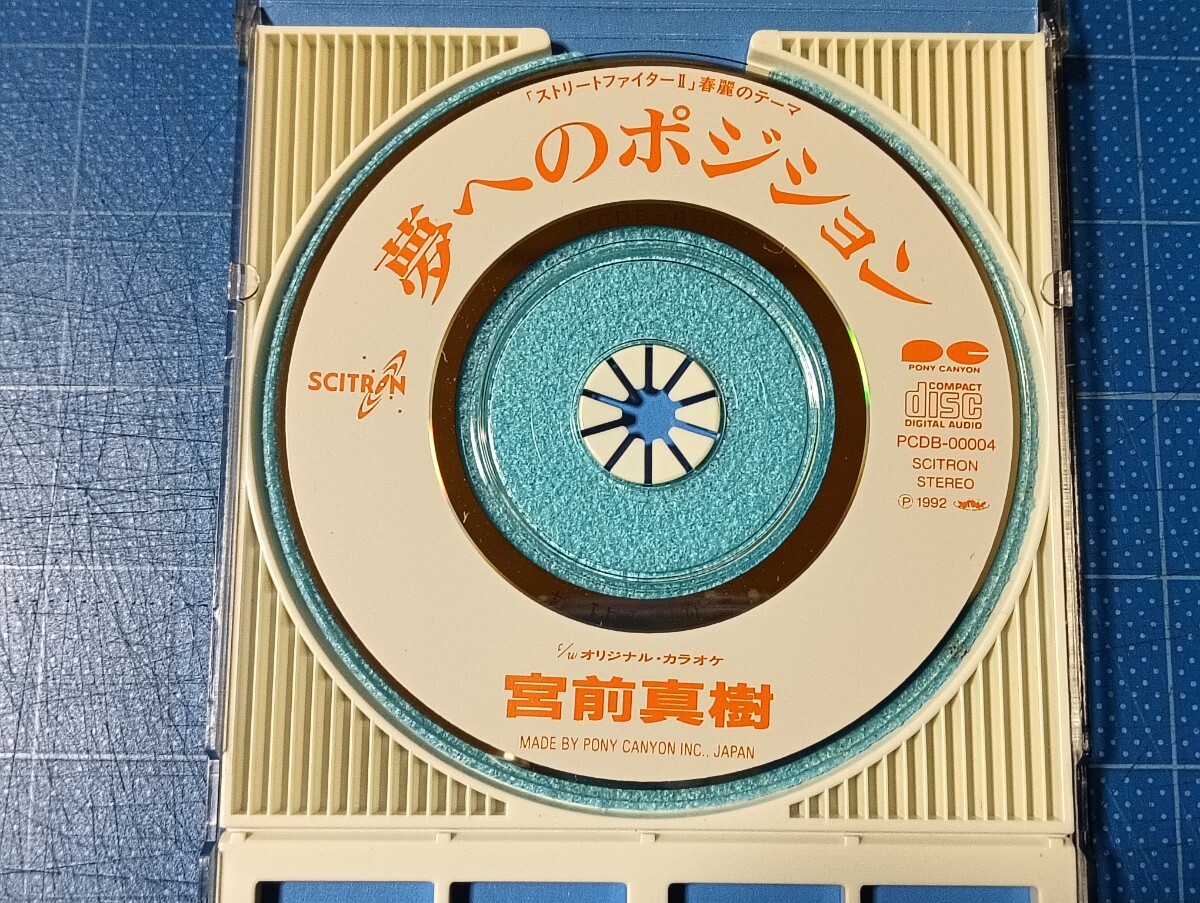 「ストリートファイターⅡ」春麗のテーマ
夢へのポジション
SCITRON
PONY CANYON
COMPACT
disc
DIGITAL AUDIO
PCDB-00004
SCITRON
STEREO
Ⓟ 1992
c/w オリジナル・カラオケ
宮前真樹
MADE BY PONY CANYON INC., JAPAN